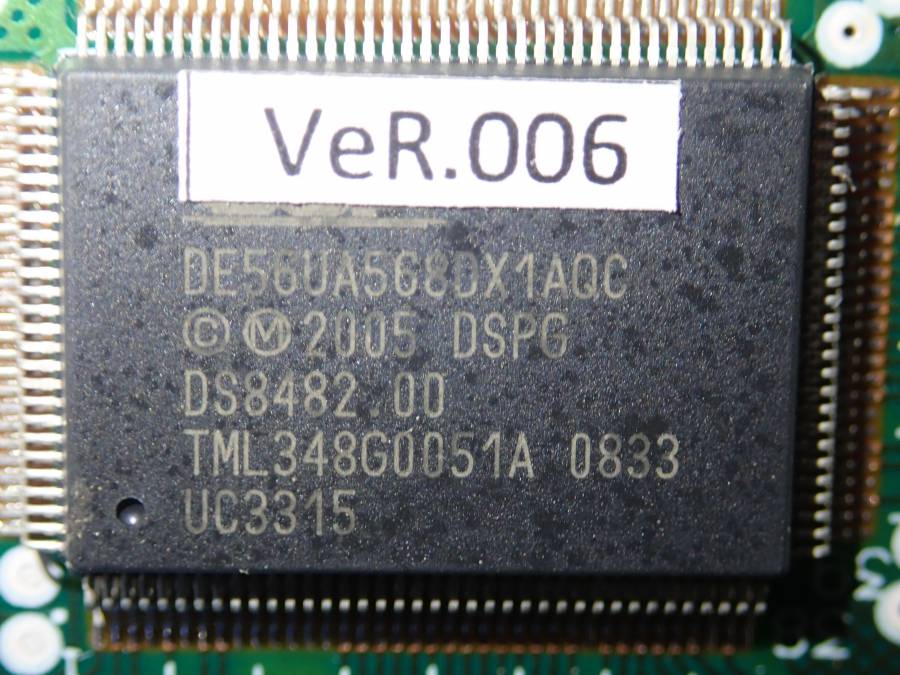 VeR.006
DE56UA568DX1AQC
©Ⓜ2005 DSPG
DS8482.00
TML348G0051A 0833
UC3315